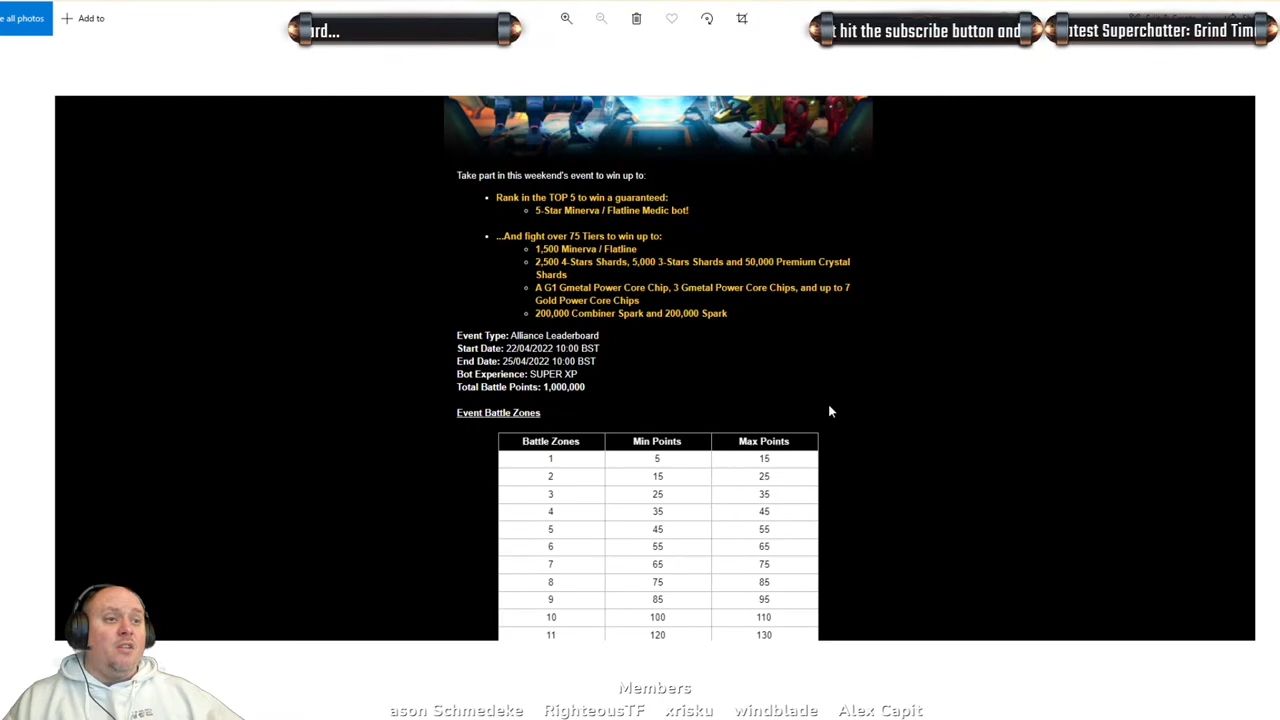 e all photos
Add to
ard...
t hit the subscribe button and
atest Superchatter: Grind Tim
Take part in this weekend's event to win up to:
• Rank in the TOP 5 to win a guaranteed:
○ 5-Star Minerva / Flatline Medic bot!
• ...And fight over 75 Tiers to win up to:
○ 1,500 Minerva / Flatline
○ 2,500 4-Stars Shards, 5,000 3-Stars Shards and 50,000 Premium Crystal
Shards
○ A G1 Gmetal Power Core Chip, 3 Gmetal Power Core Chips, and up to 7
Gold Power Core Chips
○ 200,000 Combiner Spark and 200,000 Spark
Event Type: Alliance Leaderboard
Start Date: 22/04/2022 10:00 BST
End Date: 25/04/2022 10:00 BST
Bot Experience: SUPER XP
Total Battle Points: 1,000,000
Event Battle Zones
Battle Zones Min Points Max Points
1 5 15
2 15 25
3 25 35
4 35 45
5 45 55
6 55 65
7 65 75
8 75 85
9 85 95
10 100 110
11 120 130
Members
ason Schmedeke RighteousTF xrisku windblade Alex Capit